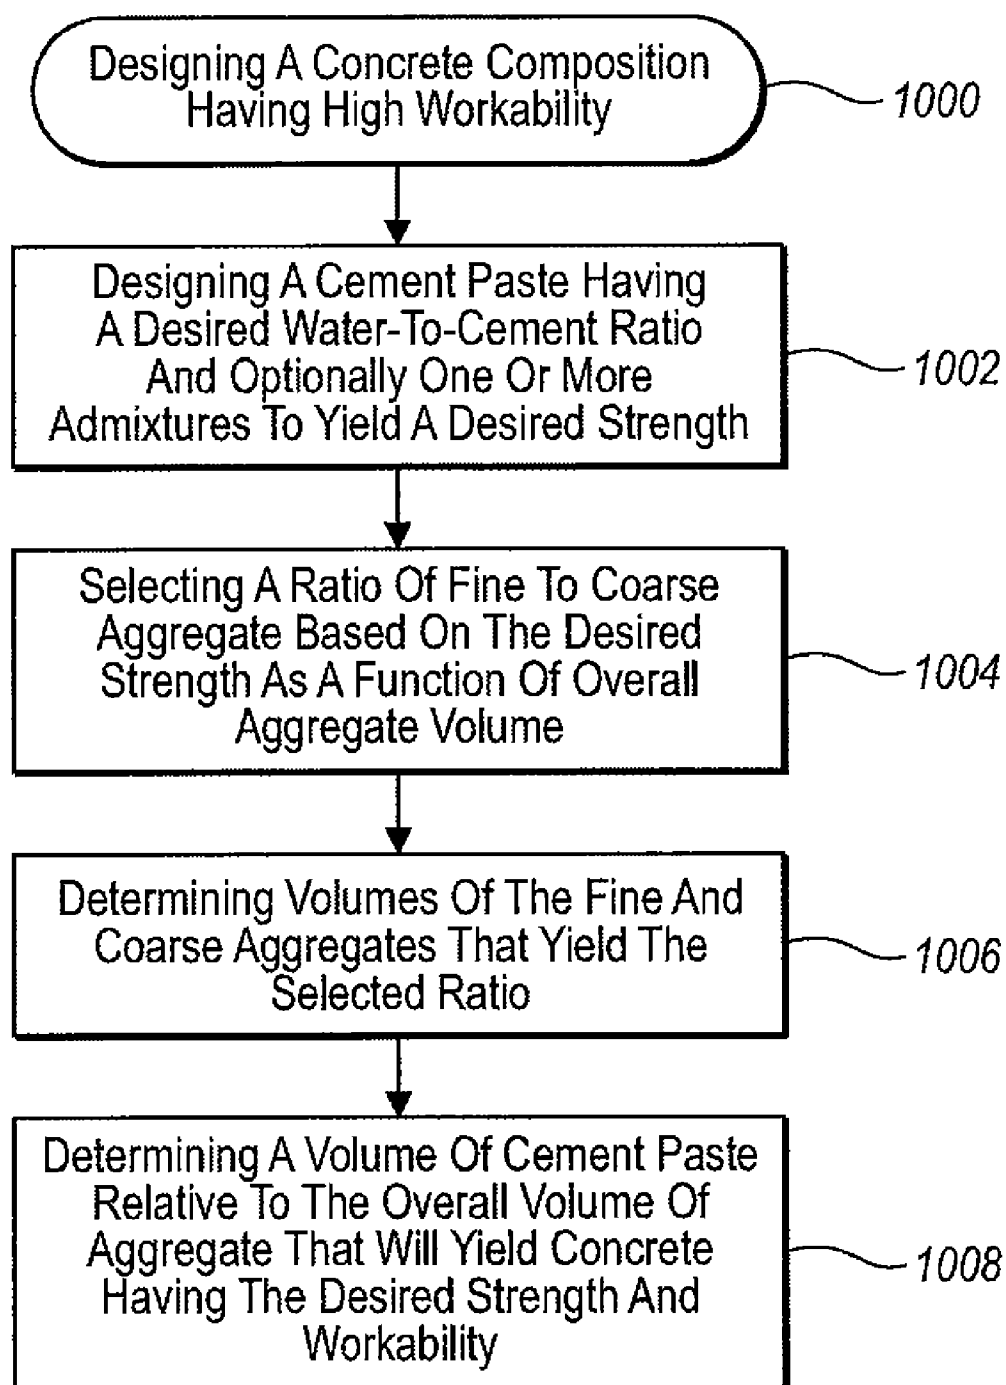 Designing A Concrete Composition
Having High Workability
1000
Designing A Cement Paste Having
A Desired Water-To-Cement Ratio
And Optionally One Or More
Admixtures To Yield A Desired Strength
1002
Selecting A Ratio Of Fine To Coarse
Aggregate Based On The Desired
Strength As A Function Of Overall
Aggregate Volume
1004
Determining Volumes Of The Fine And
Coarse Aggregates That Yield The
Selected Ratio
1006
Determining A Volume Of Cement Paste
Relative To The Overall Volume Of
Aggregate That Will Yield Concrete
Having The Desired Strength And
Workability
1008